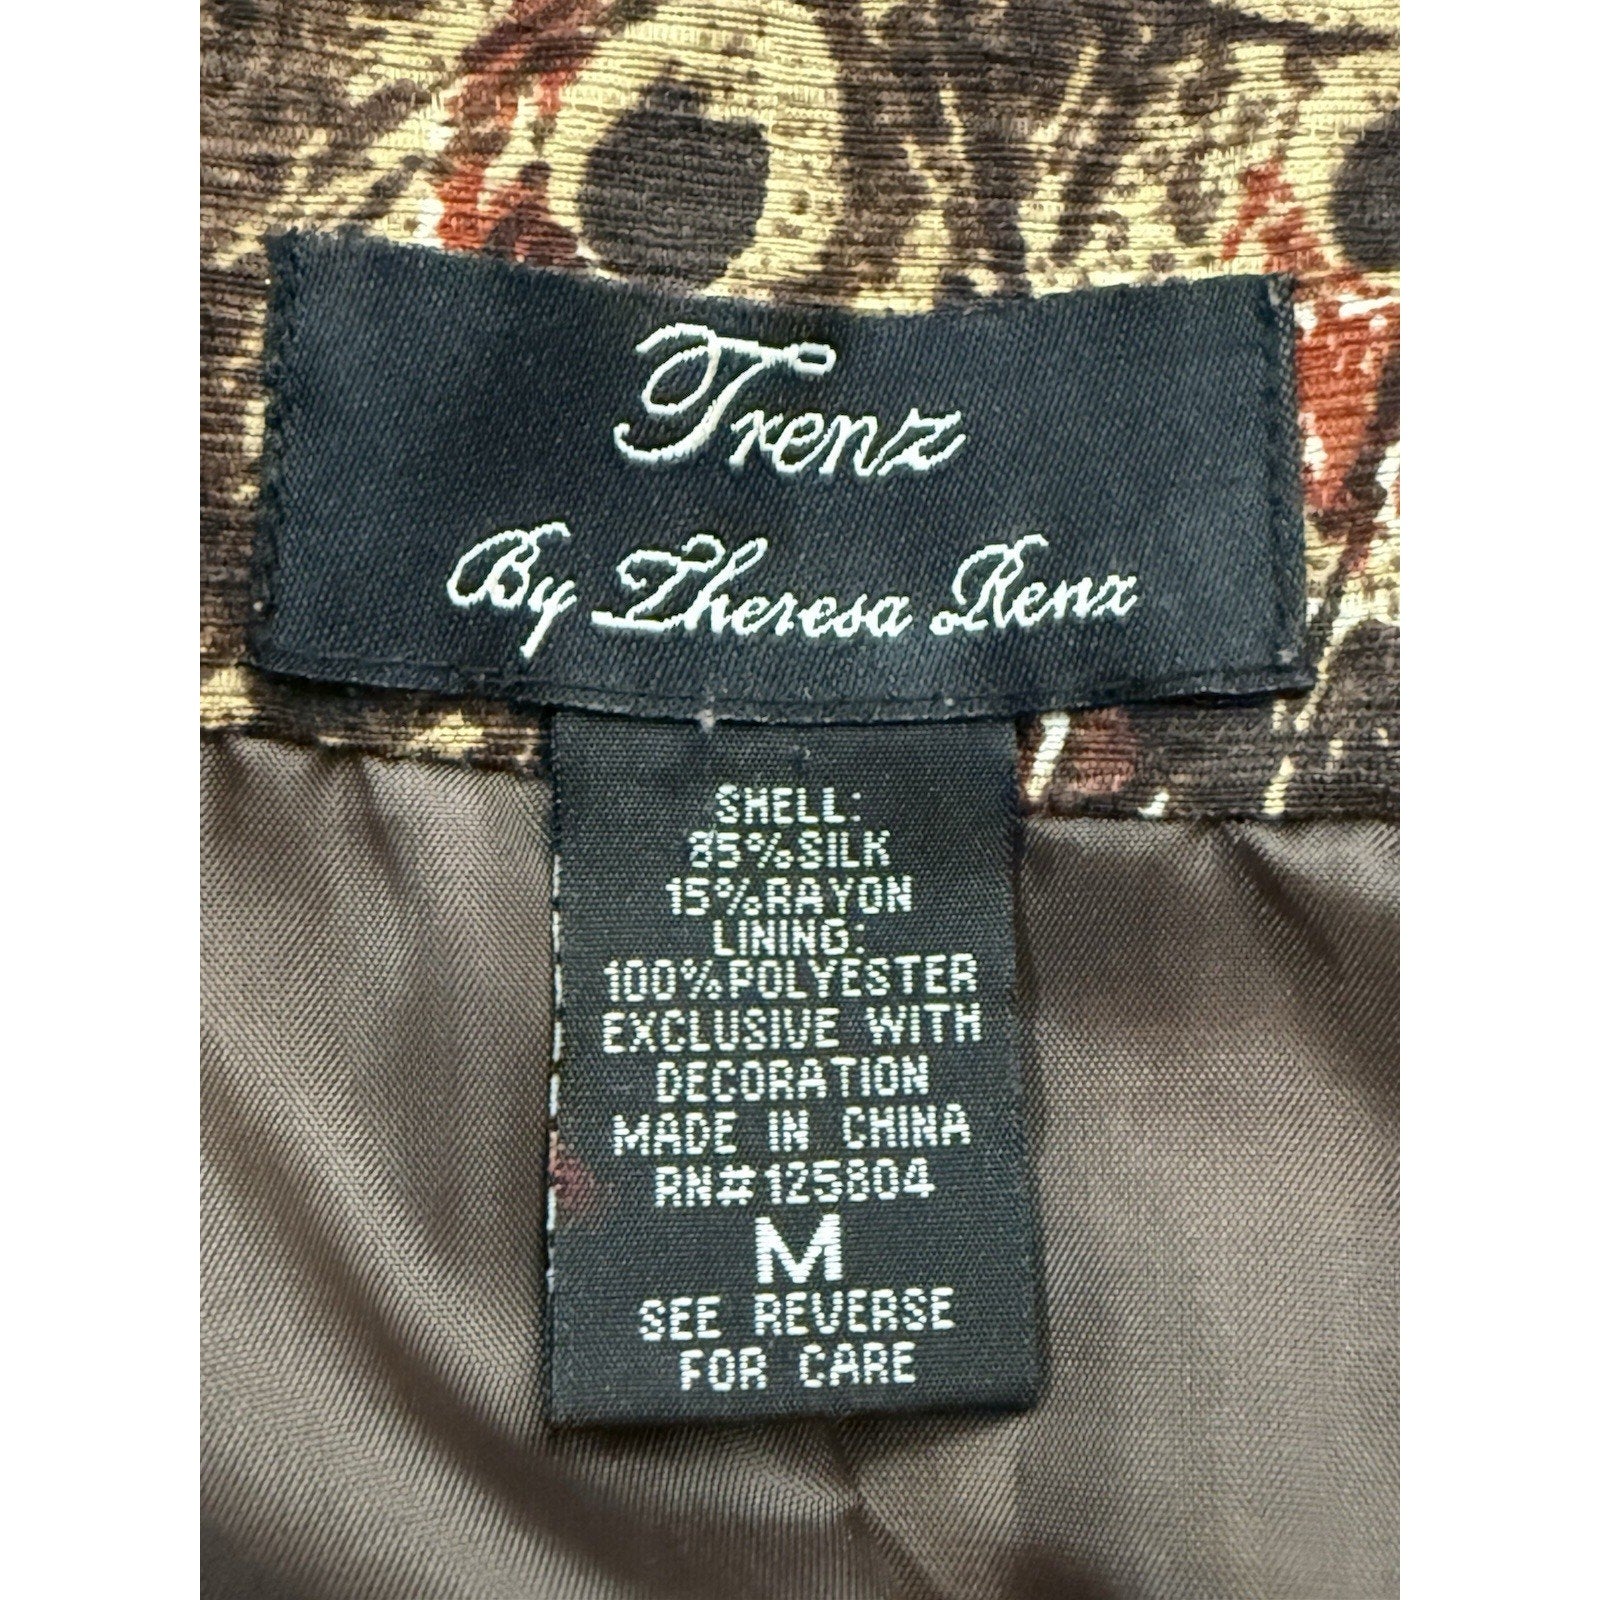 Trenz
By Theresa Renz
SHELL:
85%SILK
15%RAYON
LINING:
100%POLYESTER
EXCLUSIVE WITH
DECORATION
MADE IN CHINA
RN#125804
M
SEE REVERSE
FOR CARE